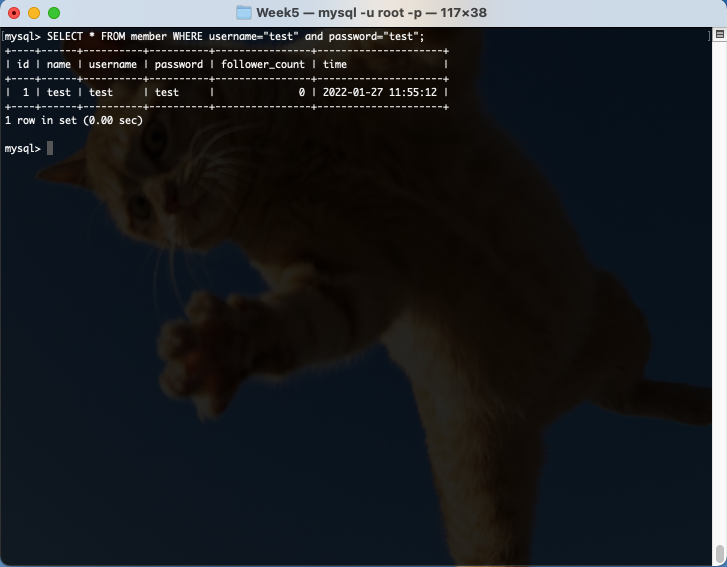 Week5 — mysql -u root -p — 117×38
mysql> SELECT * FROM member WHERE username="test" and password="test";
+----+------+----------+----------+----------------+---------------------+
| id | name | username | password | follower_count | time                |
+----+------+----------+----------+----------------+---------------------+
|  1 | test | test     | test     |              0 | 2022-01-27 11:55:12 |
+----+------+----------+----------+----------------+---------------------+
1 row in set (0.00 sec)
mysql>